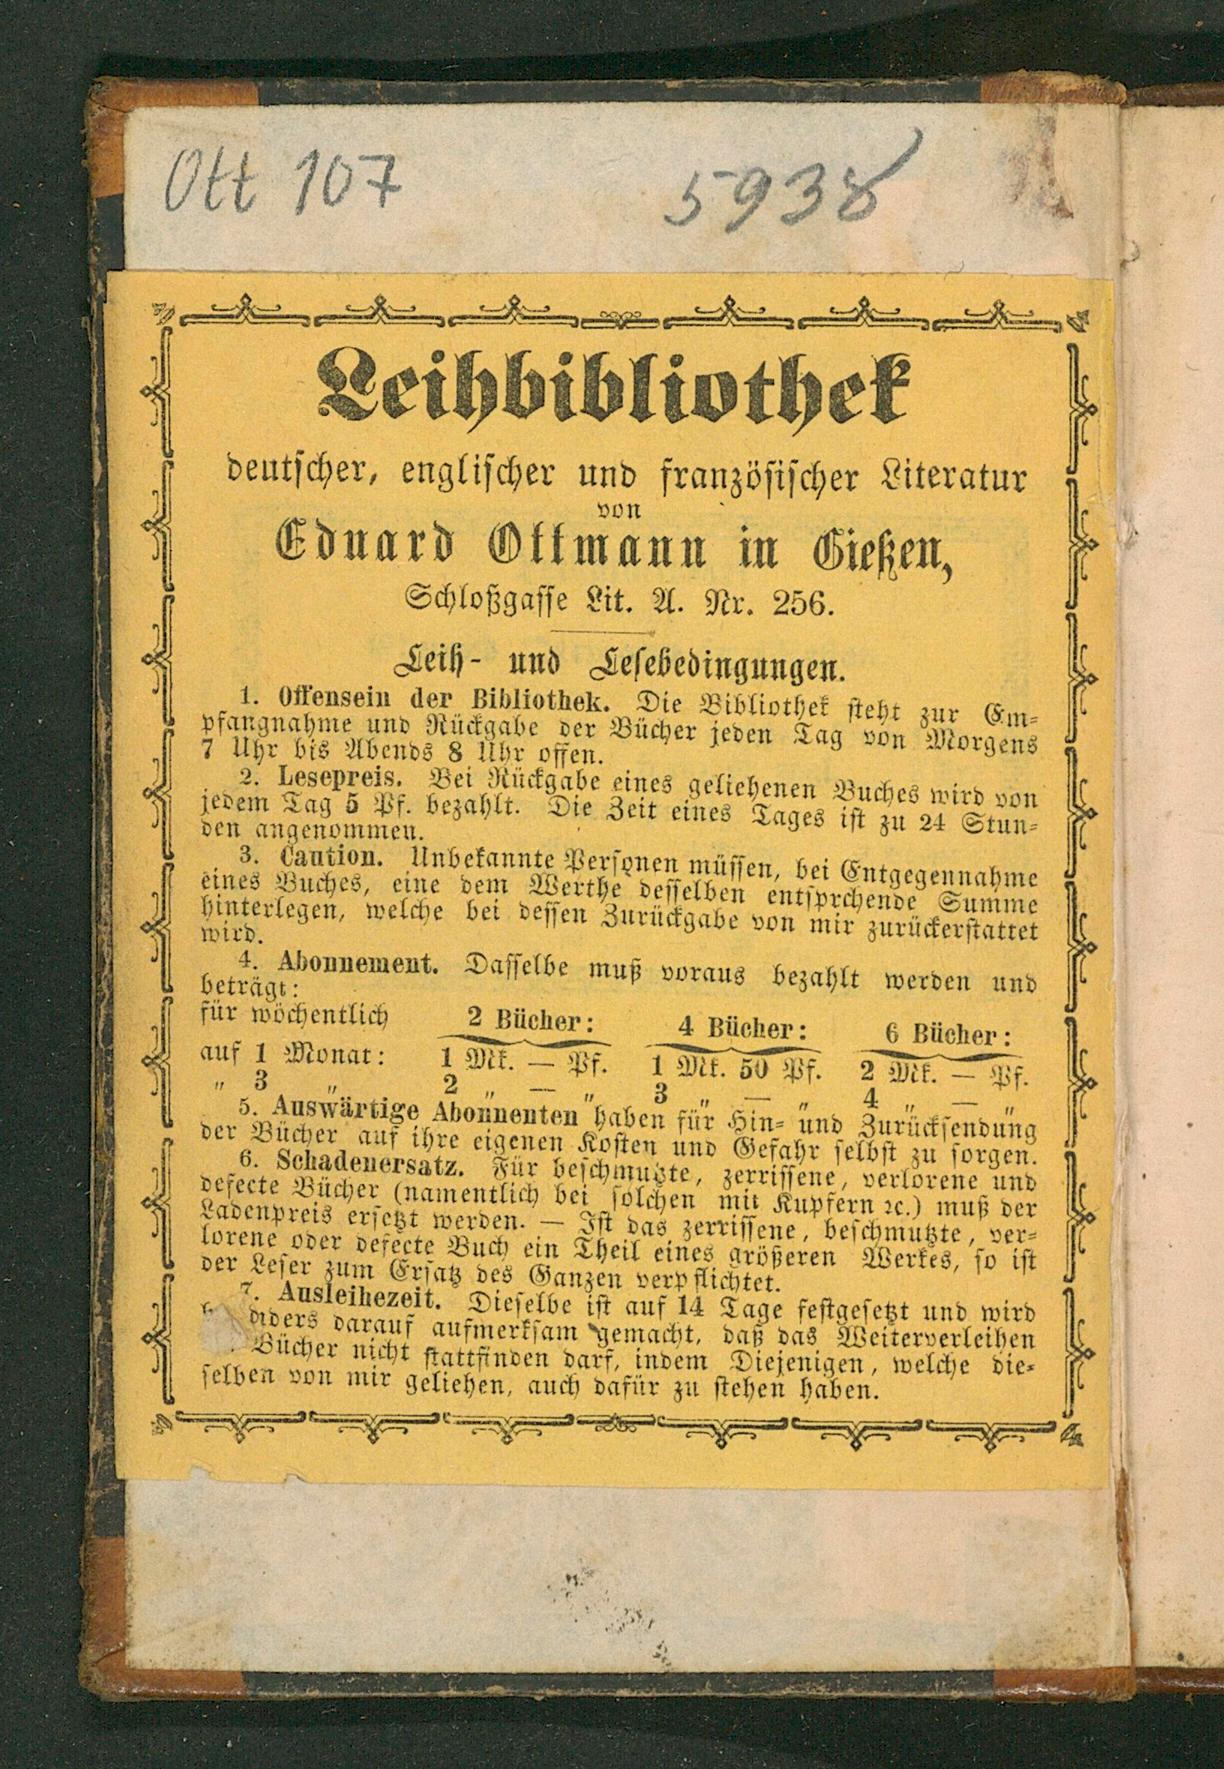 Ott 107
5938
Leihbibliothek
deutscher, englischer und französischer Literatur
von
Eduard Ottmann in Gießen,
Schloßgasse Lit. A. Nr. 256.
Leih- und Lesebedingungen.
1. Offensein der Bibliothek. Die Bibliothek steht zur Em-
pfangnahme und Rückgabe der Bücher jeden Tag von Morgens
7 Uhr bis Abends 8 Uhr offen.
2. Lesepreis. Bei Rückgabe eines geliehenen Buches wird von
jedem Tag 5 Pf. bezahlt. Die Zeit eines Tages ist zu 24 Stun-
den angenommen.
3. Caution. Unbekannte Personen müssen, bei Entgegennahme
eines Buches, eine dem Werthe desselben entsprchende Summe
hinterlegen, welche bei dessen Zurückgabe von mir zurückerstattet
wird.
4. Abonnement. Dasselbe muß voraus bezahlt werden und
beträgt:
für wöchentlich 2 Bücher: 4 Bücher: 6 Bücher:
auf 1 Monat: 1 Mk. — Pf. 1 Mk. 50 Pf. 2 Mk. — Pf.
" 3 " 2 " — " 3 " — " 4 " — "
5. Auswärtige Abonnenten haben für Hin- und Zurücksendung
der Bücher auf ihre eigenen Kosten und Gefahr selbst zu sorgen.
6. Schadenersatz. Für beschmutzte, zerrissene, verlorene und
defecte Bücher (namentlich bei solchen mit Kupfern ꝛc.) muß der
Ladenpreis ersetzt werden. — Ist das zerrissene, beschmutzte, ver-
lorene oder defecte Buch ein Theil eines größeren Werkes, so ist
der Leser zum Ersatz des Ganzen verpflichtet.
7. Ausleihezeit. Dieselbe ist auf 14 Tage festgesetzt und wird
nders darauf aufmerksam gemacht, daß das Weiterverleihen
Bücher nicht stattfinden darf, indem Diejenigen, welche die-
selben von mir geliehen, auch dafür zu stehen haben.